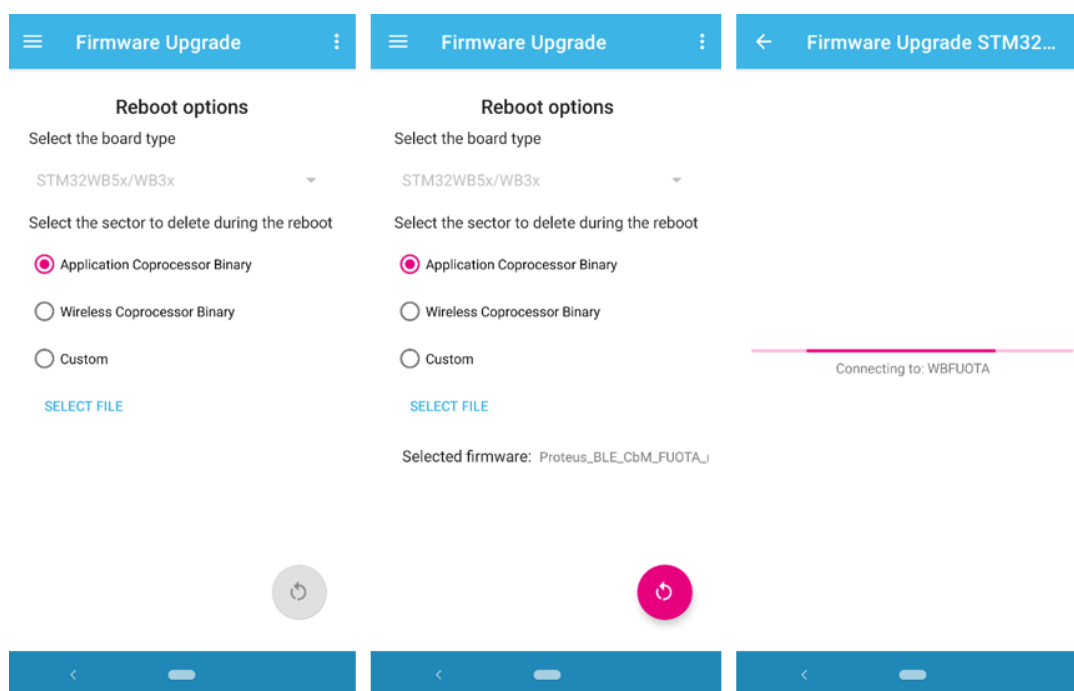 Firmware Upgrade
Reboot options
Select the board type
STM32WB5x/WB3x
Select the sector to delete during the reboot
Application Coprocessor Binary
Wireless Coprocessor Binary
Custom
SELECT FILE
Firmware Upgrade
Reboot options
Select the board type
STM32WB5x/WB3x
Select the sector to delete during the reboot
Application Coprocessor Binary
Wireless Coprocessor Binary
Custom
SELECT FILE
Selected firmware: Proteus_BLE_CbM_FUOTA_
Firmware Upgrade STM32...
Connecting to: WBFUOTA